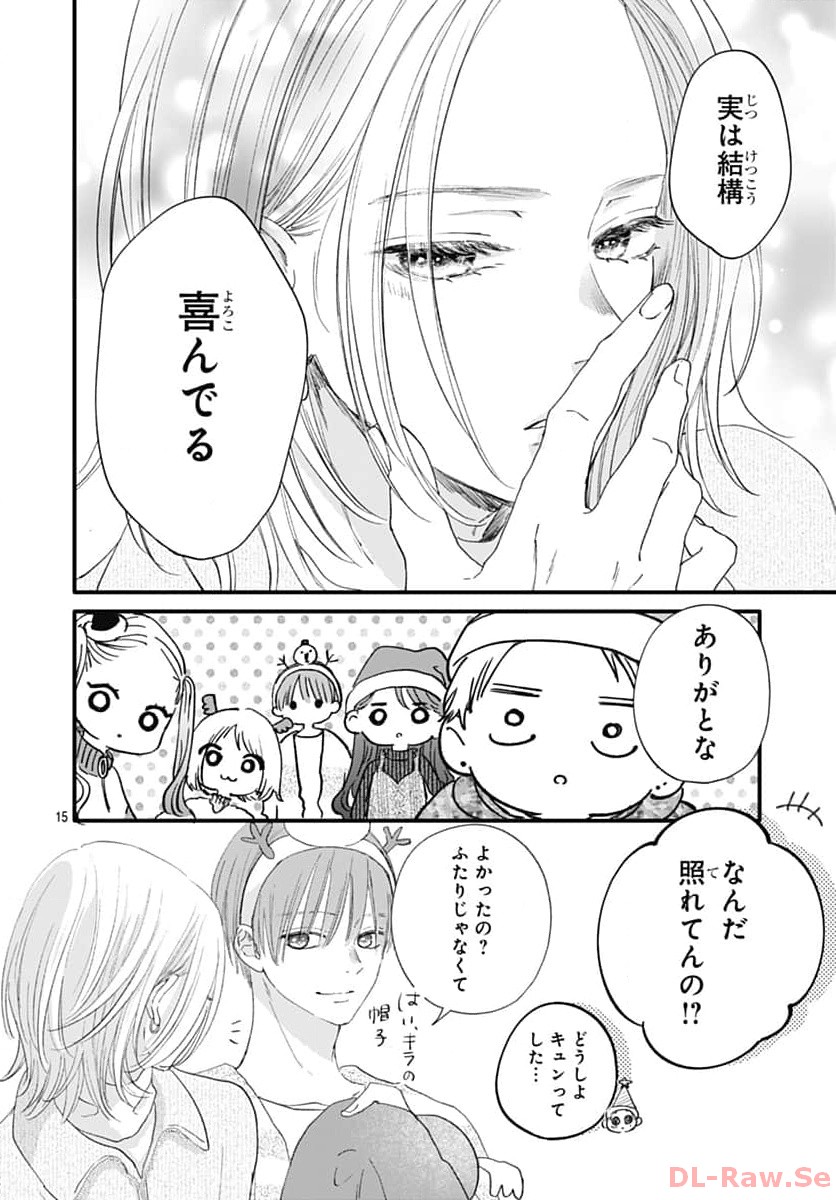 実は結構
喜んでる
ありがとな
なんだ
照れてんの!?
よかったの?
ふたりじゃなくて
はい、キラの
帽子
どうしよ
キュンって
した…
15
DL-Raw.Se